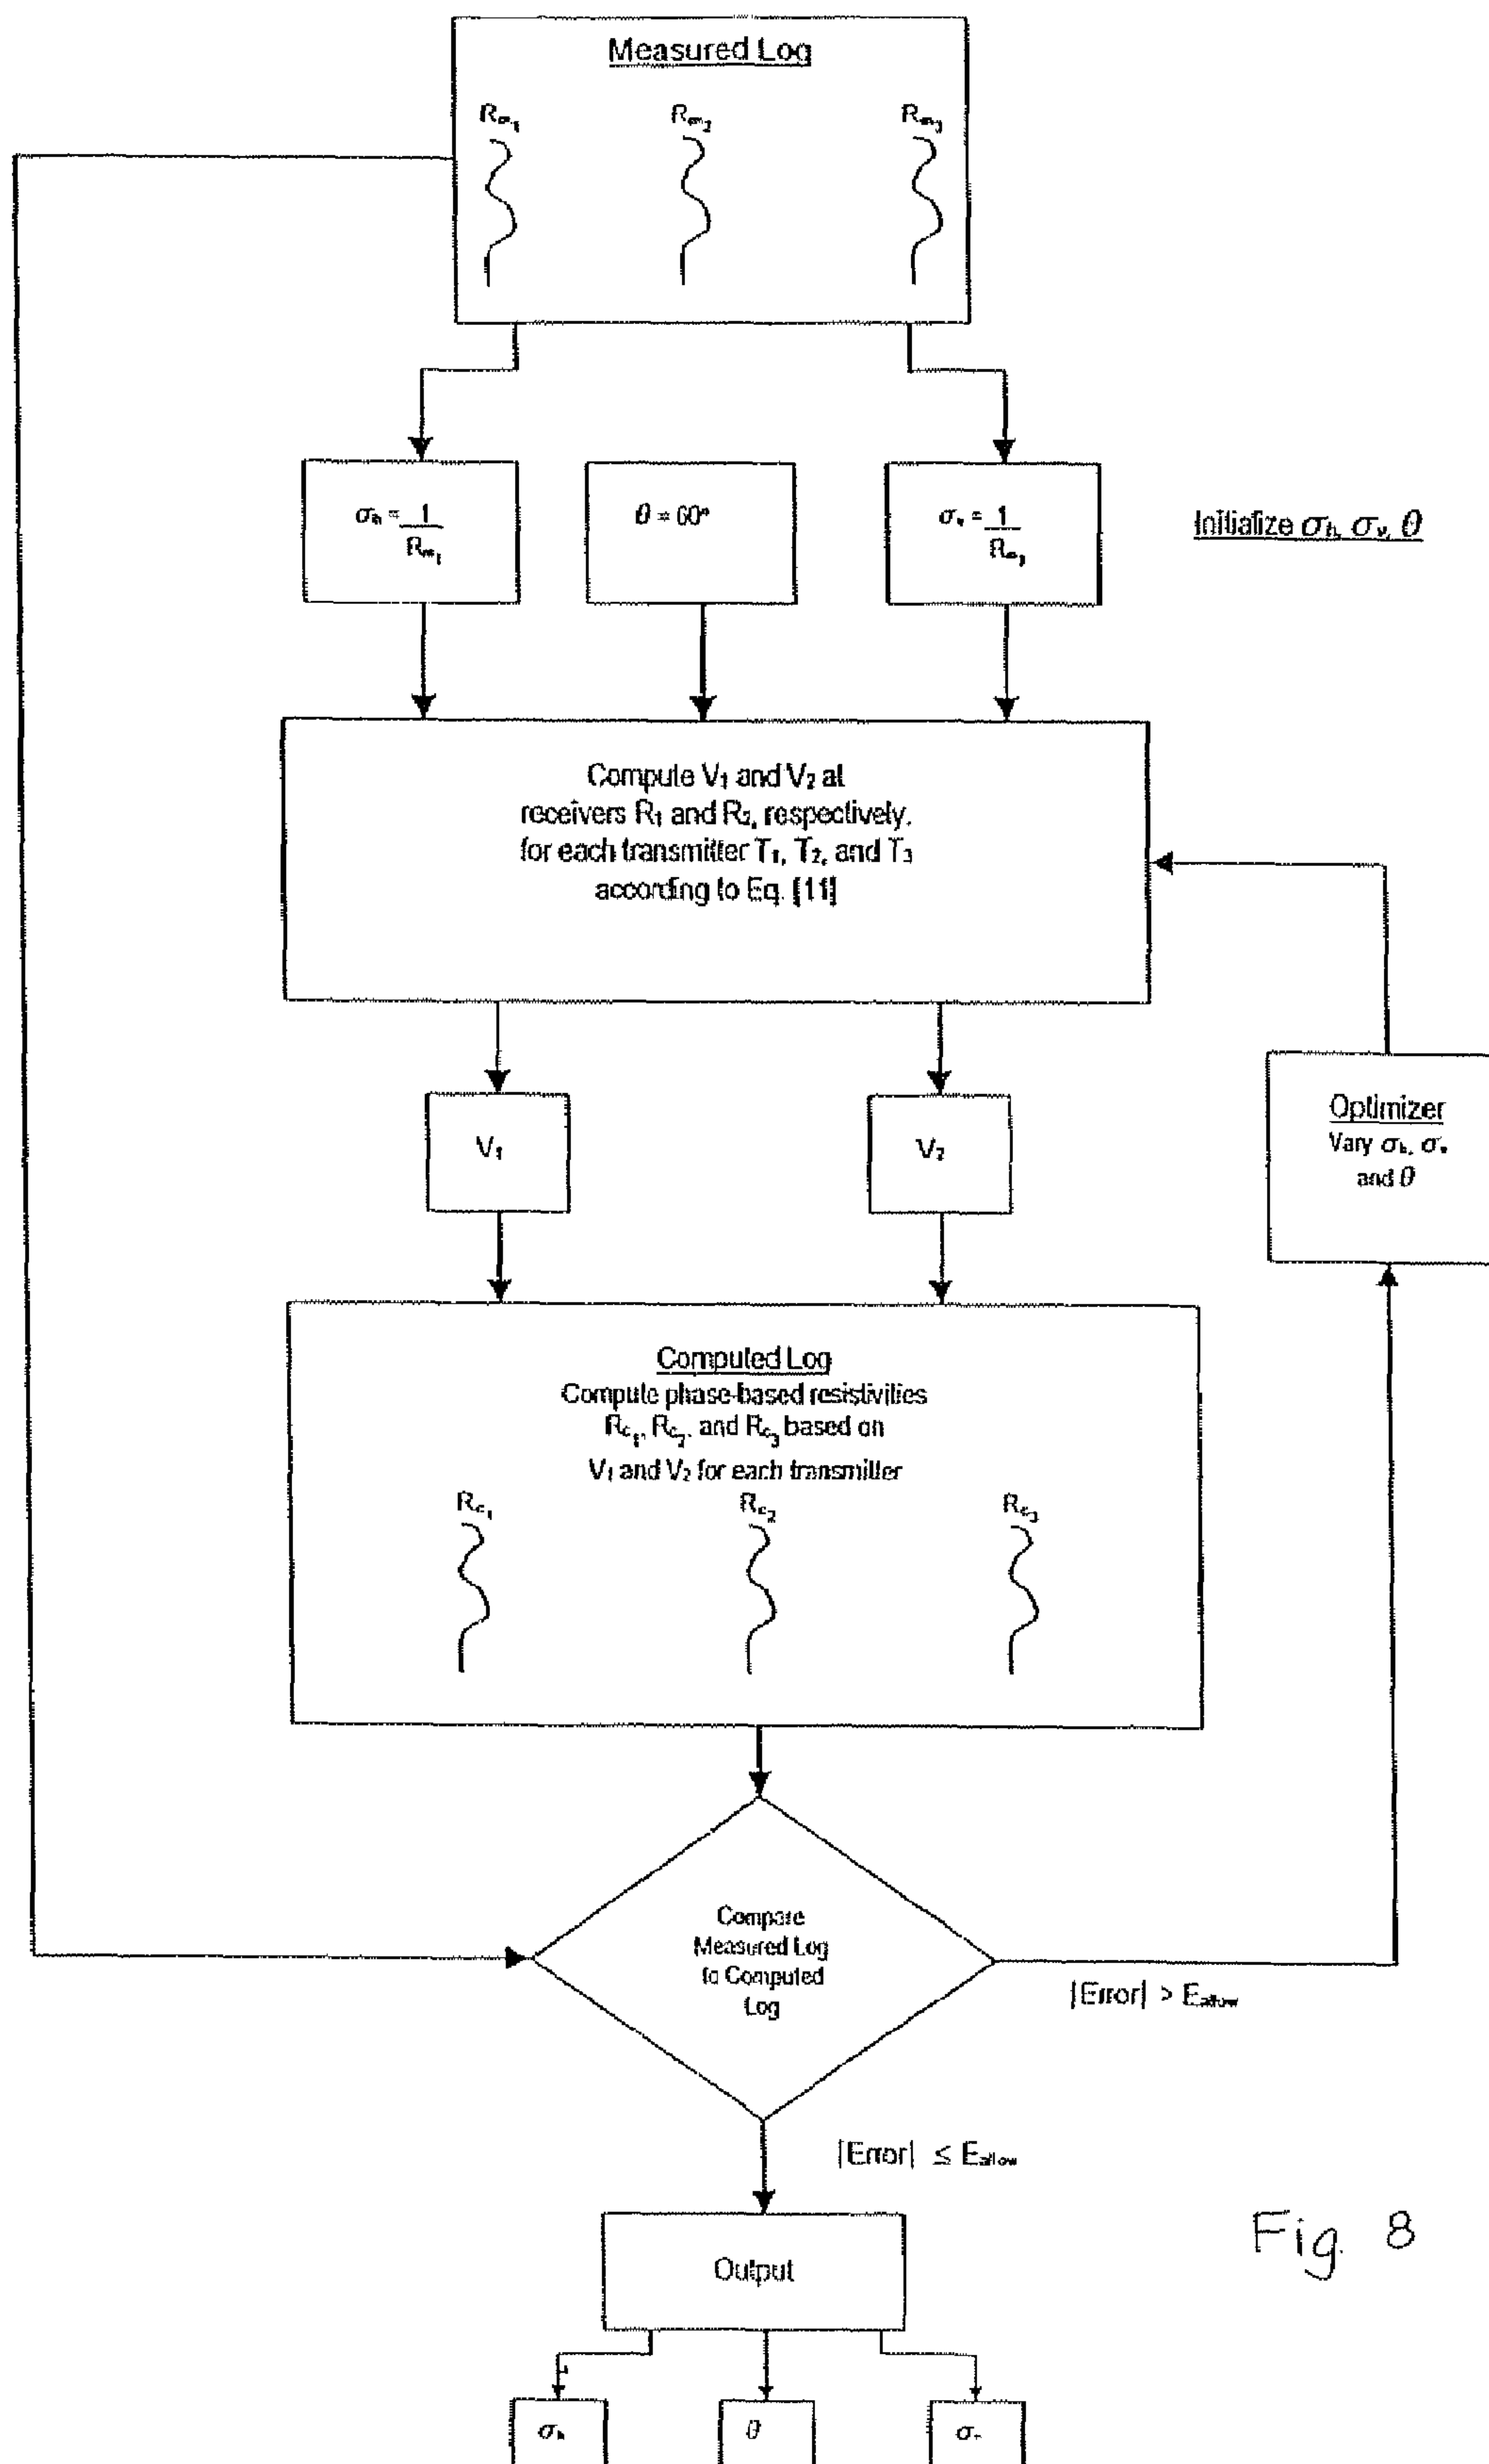 Measured Log
Rm1 Rm2 Rm3
σh = 1/Rm1
θ = 60°
σv = 1/Rm3
Initialize σh, σv, θ
Compute V1 and V2 at
receivers R1 and R2, respectively,
for each transmitter T1, T2, and T3
according to Eq. [11]
V1
V2
Optimizer
Vary σh, σv
and θ
Computed Log
Compute phase-based resistivities
Rc1, Rc2, and Rc3 based on
V1 and V2 for each transmitter
Rc1 Rc2 Rc3
Compare
Measured Log
to Computed
Log
|Error| > Eallow
|Error| ≤ Eallow
Output
σh
θ
Fig. 8